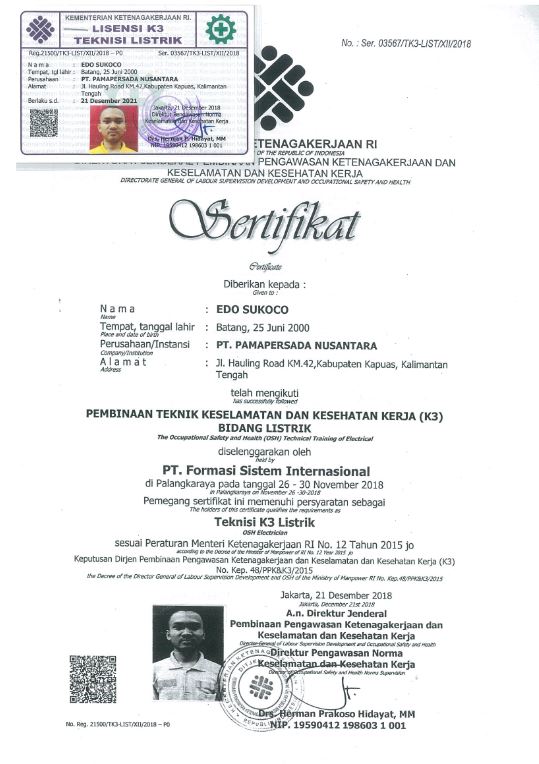 KEMENTERIAN KETENAGAKERJAAN RI.
LISENSI K3
TEKNISI LISTRIK
Reg.21500/TK3-LIST/XII/2018 – P0
Ser. 03567/TK3-LIST/XII/2018
N a m a : EDO SUKOCO
Tempat, tgl lahir : Batang, 25 Juni 2000
Perusahaan : PT. PAMAPERSADA NUSANTARA
Alamat : Jl. Hauling Road KM.42,Kabupaten Kapuas, Kalimantan
Tengah
Berlaku s.d. : 21 Desember 2021
Jakarta,21 Desember 2018
Direktur Pengawasan Norma
Keselamatan dan Kesehatan Kerja
Drs. Herman P. Hidayat, MM
NIP. 19590412 198603 1 001
No. : Ser. 03567/TK3-LIST/XII/2018
ETENAGAKERJAAN RI
OF THE REPUBLIC OF INDONESIA
PENGAWASAN KETENAGAKERJAAN DAN
KESELAMATAN DAN KESEHATAN KERJA
DIRECTORATE GENERAL OF LABOUR SUPERVISION DEVELOPMENT AND OCCUPATIONAL SAFETY AND HEALTH
Sertifikat
Certificate
Diberikan kepada :
Given to :
N a m a : EDO SUKOCO
Name
Tempat, tanggal lahir : Batang, 25 Juni 2000
Place and date of birth
Perusahaan/Instansi : PT. PAMAPERSADA NUSANTARA
Company/Institution
A l a m a t : Jl. Hauling Road KM.42,Kabupaten Kapuas, Kalimantan
Address
Tengah
telah mengikuti
has successfully followed
PEMBINAAN TEKNIK KESELAMATAN DAN KESEHATAN KERJA (K3)
BIDANG LISTRIK
The Occupational Safety and Health (OSH) Technical Training of Electrical
diselenggarakan oleh
held by
PT. Formasi Sistem Internasional
di Palangkaraya pada tanggal 26 - 30 November 2018
in Palangkaraya on November 26 -30-2018
Pemegang sertifikat ini memenuhi persyaratan sebagai
The holders of this certificate qualifies the requirements as
Teknisi K3 Listrik
OSH Electrician
sesuai Peraturan Menteri Ketenagakerjaan RI No. 12 Tahun 2015 jo
according to the Decree of the Minister of Manpower of RI No. 12 Year 2015 jo
Keputusan Dirjen Pembinaan Pengawasan Ketenagakerjaan dan Keselamatan dan Kesehatan Kerja (K3)
No. Kep. 48/PPK&K3/2015
the Decree of the Director General of Labour Supervision Development and OSH of the Ministry of Manpower RI No. Kep.48/PPK&K3/2015
Jakarta, 21 Desember 2018
Jakarta, December 21st 2018
A.n. Direktur Jenderal
Pembinaan Pengawasan Ketenagakerjaan dan
Keselamatan dan Kesehatan Kerja
Director General of Labour Supervision Development and Occupational Safety and Health
Direktur Pengawasan Norma
Keselamatan dan Kesehatan Kerja
Director of Occupational Safety and Health Norms Supervision
Drs. Herman Prakoso Hidayat, MM
NIP. 19590412 198603 1 001
No. Reg. 21500/TK3-LIST/XII/2018 – P0